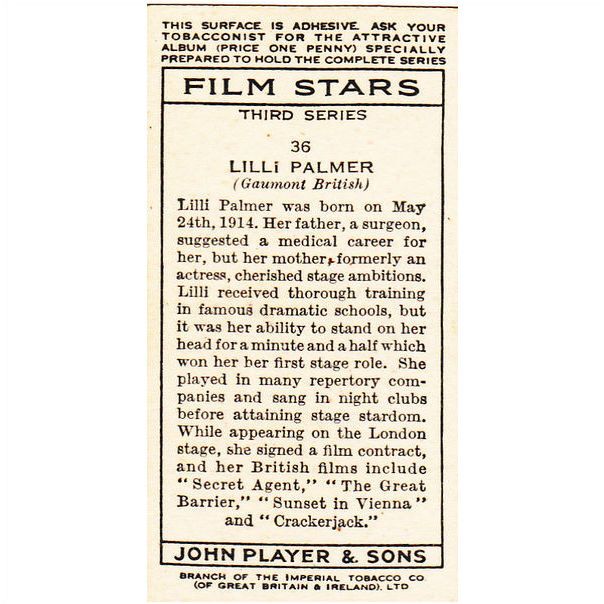 THIS SURFACE IS ADHESIVE. ASK YOUR
TOBACCONIST FOR THE ATTRACTIVE
ALBUM (PRICE ONE PENNY) SPECIALLY
PREPARED TO HOLD THE COMPLETE SERIES
FILM STARS
THIRD SERIES
36
LILLi PALMER
(Gaumont British)
Lilli Palmer was born on May
24th, 1914. Her father, a surgeon,
suggested a medical career for
her, but her mother, formerly an
actress, cherished stage ambitions.
Lilli received thorough training
in famous dramatic schools, but
it was her ability to stand on her
head for a minute and a half which
won her her first stage role. She
played in many repertory com-
panies and sang in night clubs
before attaining stage stardom.
While appearing on the London
stage, she signed a film contract,
and her British films include
"Secret Agent," "The Great
Barrier," "Sunset in Vienna"
and "Crackerjack."
JOHN PLAYER & SONS
BRANCH OF THE IMPERIAL TOBACCO CO.
(OF GREAT BRITAIN & IRELAND). LTD